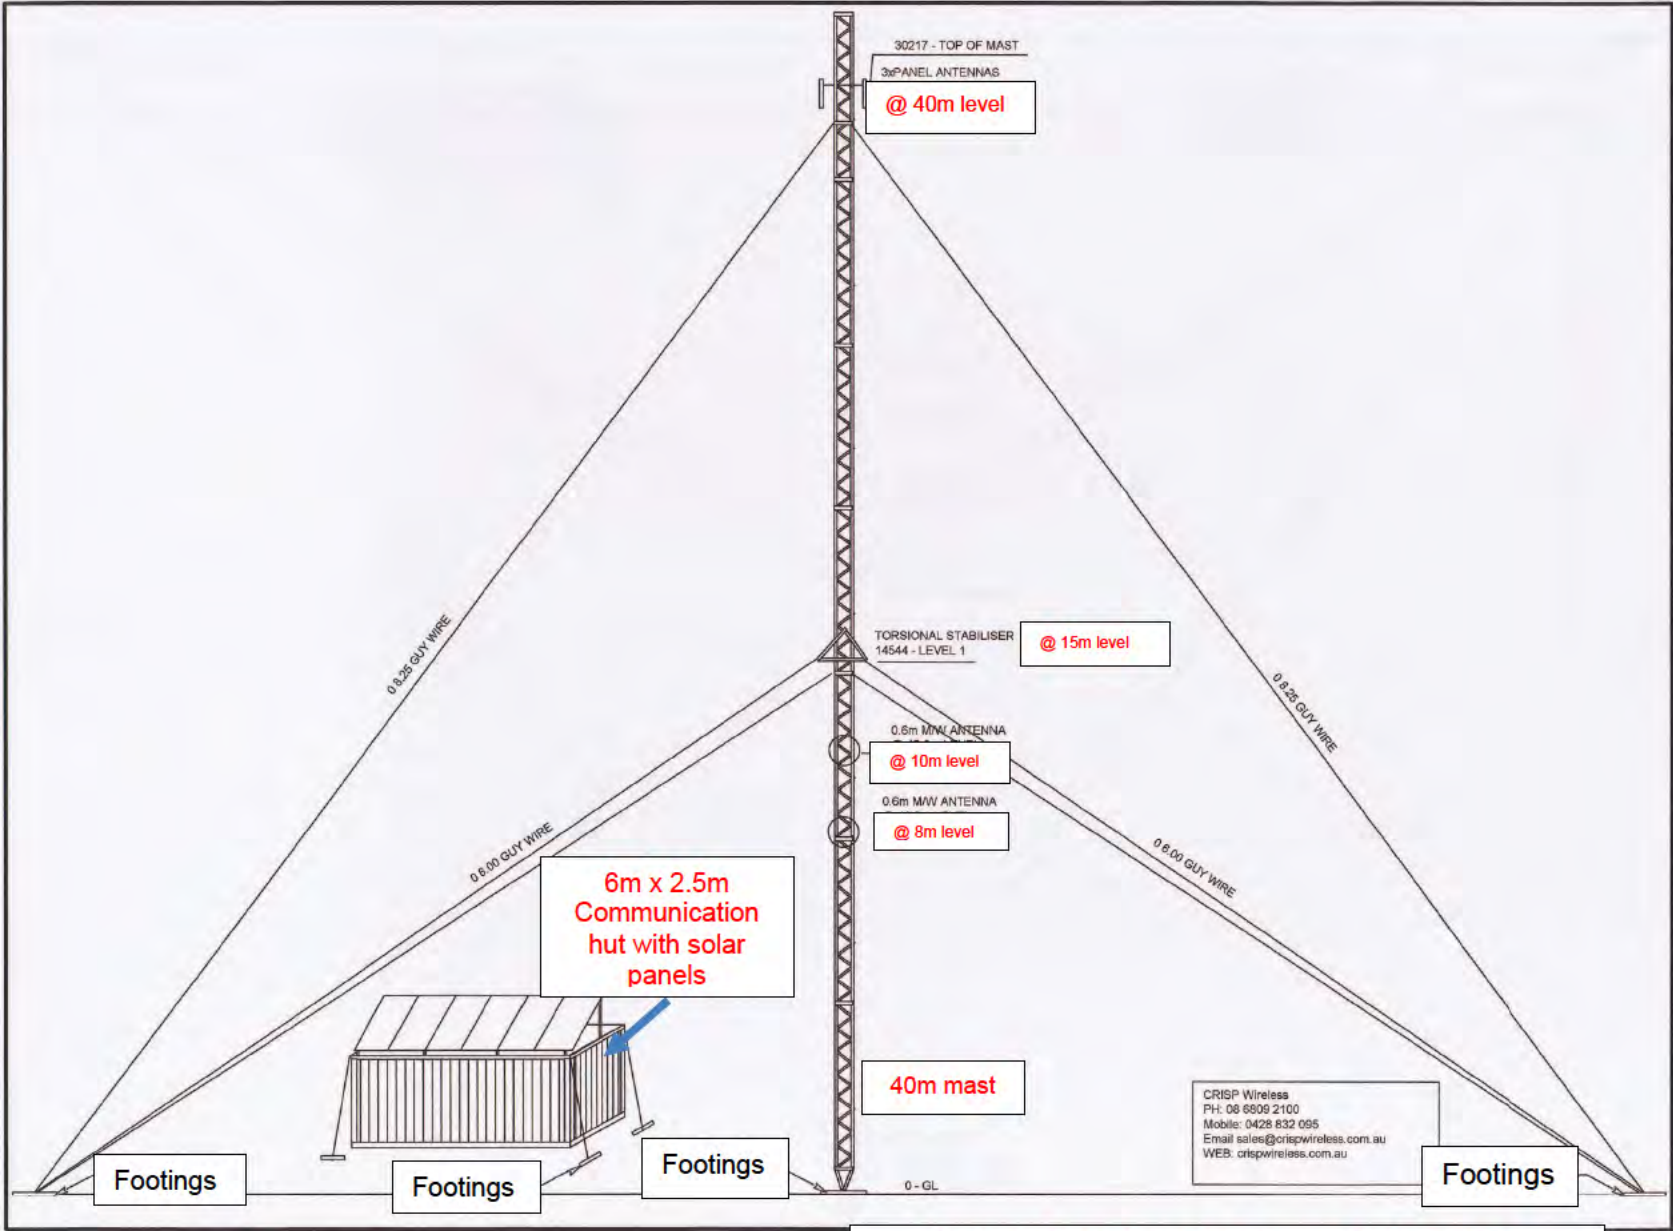 30217 - TOP OF MAST
3xPANEL ANTENNAS
@ 40m level
0 8.25 GUY WIRE
TORSIONAL STABILISER
14544 - LEVEL 1
@ 15m level
0 8.25 GUY WIRE
0.6m M/W ANTENNA
@ 10m level
0.6m M/W ANTENNA
@ 8m level
0 6.00 GUY WIRE
0 6.00 GUY WIRE
6m x 2.5m
Communication
hut with solar
panels
40m mast
CRISP Wireless
PH: 08 6809 2100
Mobile: 0428 832 095
Email sales@crispwireless.com.au
WEB: crispwireless.com.au
Footings
Footings
Footings
Footings
0 - GL